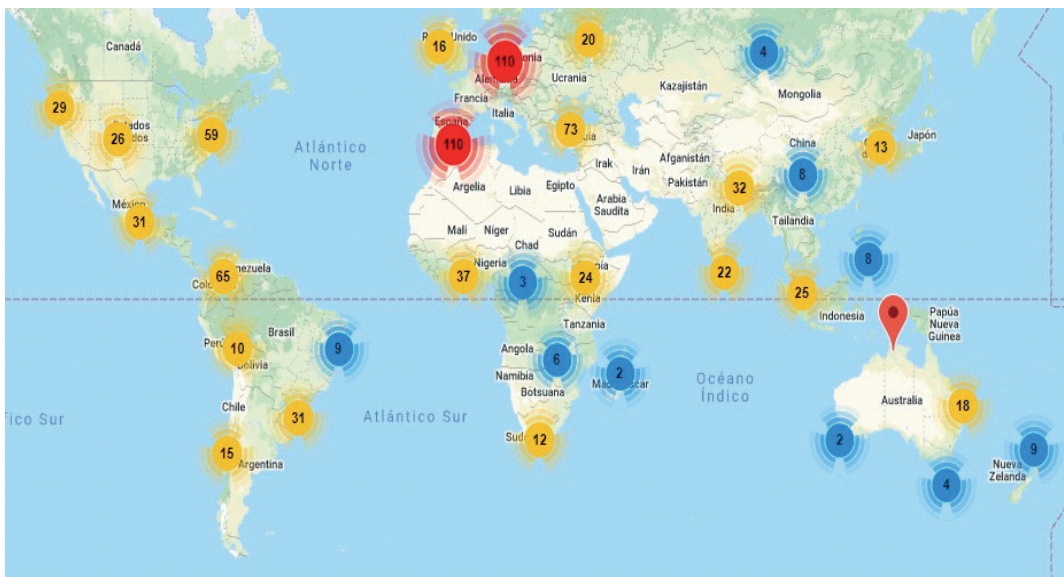 Canadá
16
Unido
110
onia
Alemania
20
Ucrania
Kazajistán
4
Mongolia
Francia
Italia
29
26
Estados
Unidos
59
Atlántico
Norte
España
110
73
Irak
Irán
Afganistán
Pakistán
China
8
13
Japón
Argelia
Libia
Egipto
Arabia
Saudita
32
India
Tailandia
México
31
Malí
Níger
Chad
Sudán
65
37
Nigeria
3
24
Kenia
22
25
8
Indonesia
Papúa
Nueva
Guinea
Brasil
Perú
10
Bolivia
9
Tanzania
Angola
6
Namibia
Botsuana
2
Océano
Índico
Australia
18
Chile
31
Atlántico Sur
fico Sur
15
Argentina
12
2
4
9
Nueva
Zelanda